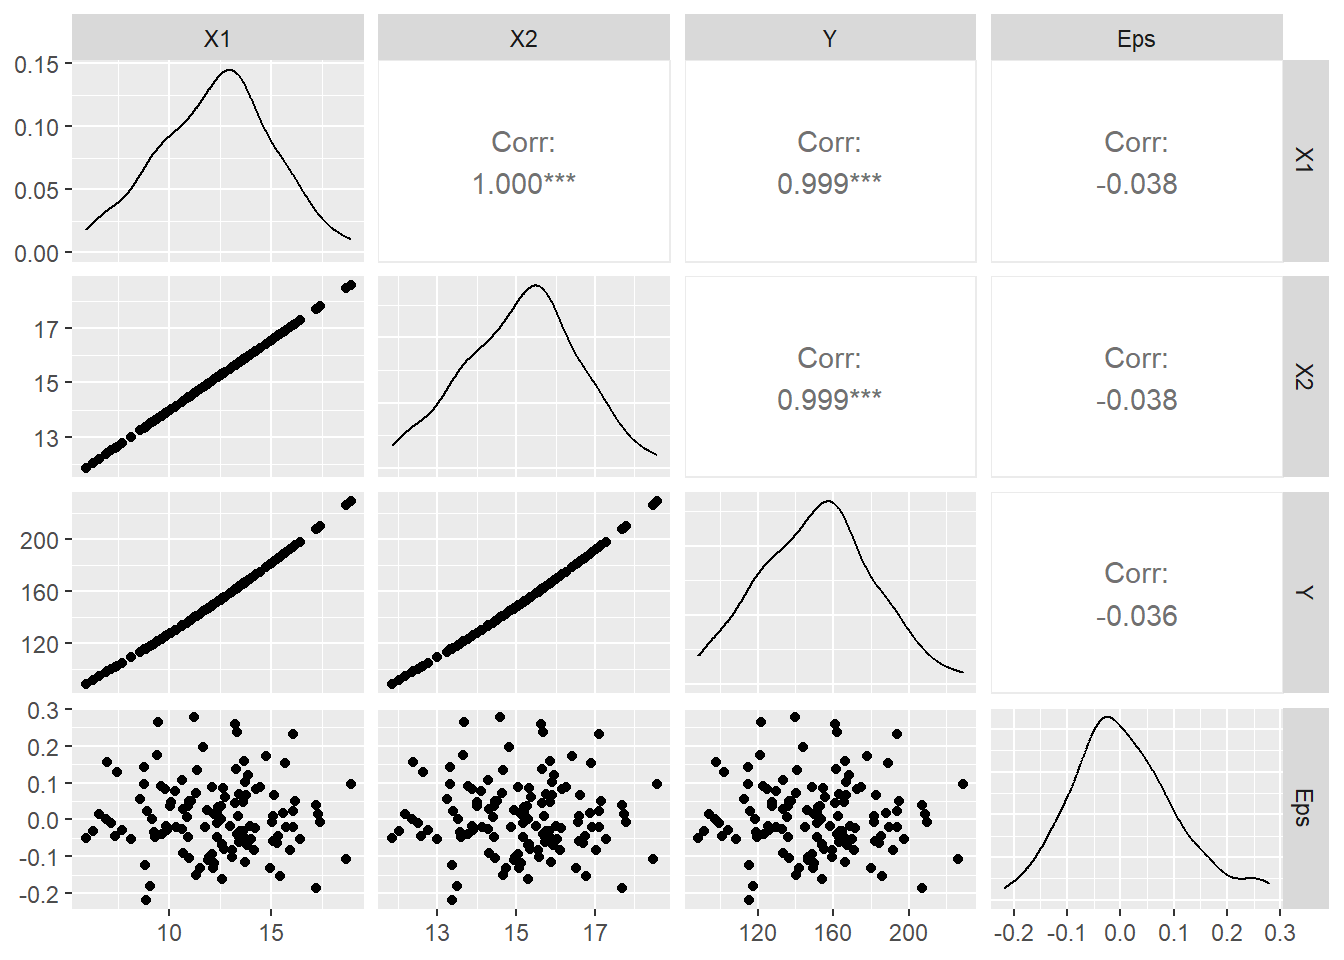 X1 X2 Y Eps
0.15
0.10
0.05
0.00
Corr:
1.000***
Corr:
0.999***
Corr:
-0.038
X1
17
15
13
Corr:
0.999***
Corr:
-0.038
X2
200
160
120
Corr:
-0.036
Y
0.3
0.2
0.1
0.0
-0.1
-0.2
Eps
10 15
13 15 17
120 160 200
-0.2 -0.1 0.0 0.1 0.2 0.3